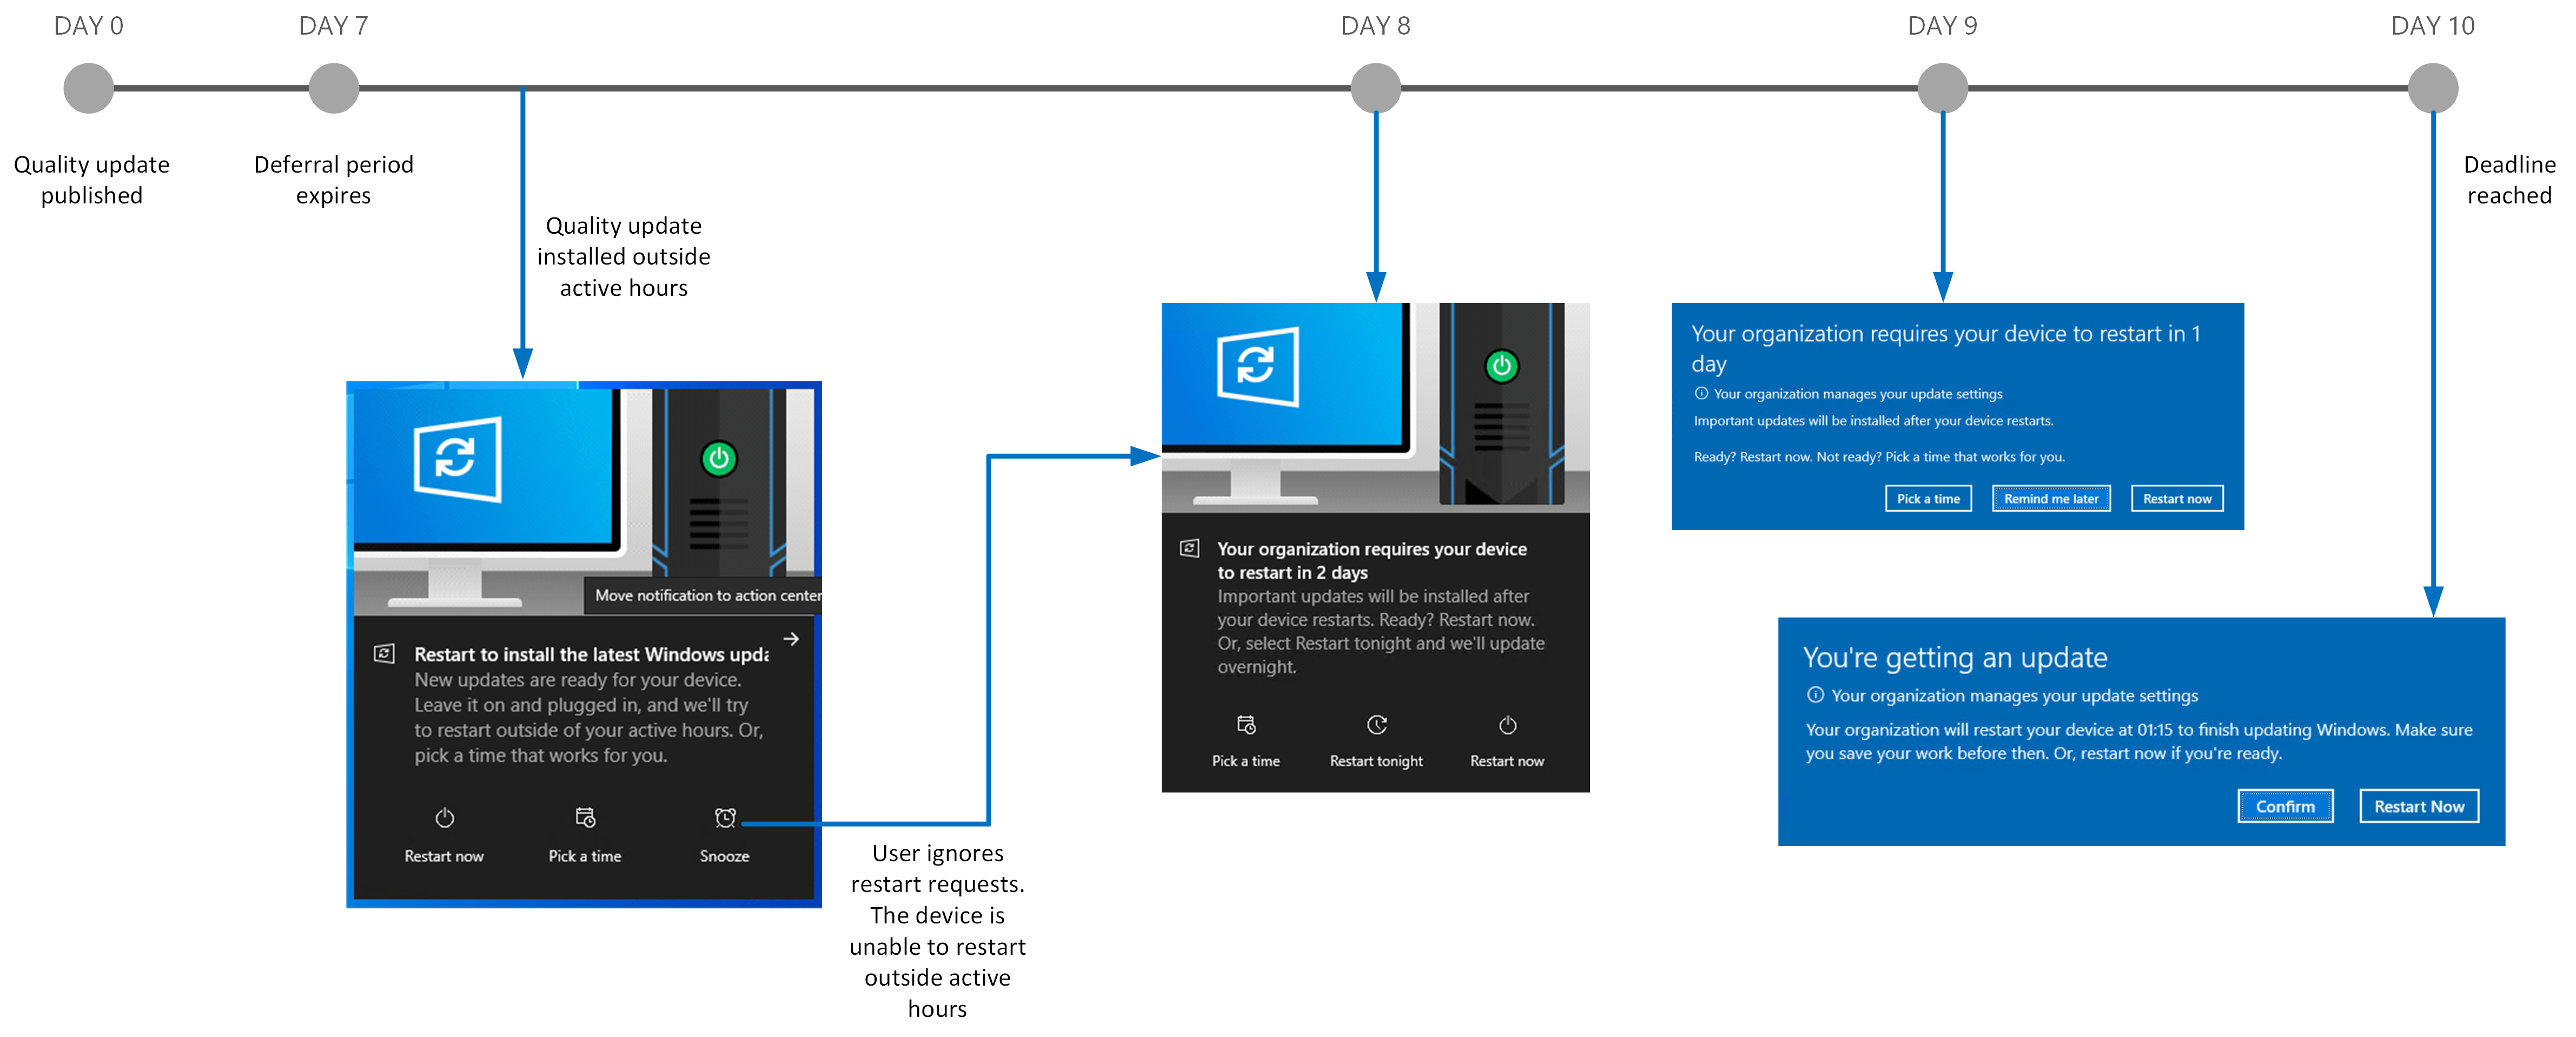 DAY 0
DAY 7
DAY 8
DAY 9
DAY 10
Quality update
published
Deferral period
expires
Quality update
installed outside
active hours
Deadline
reached
Move notification to action center
Restart to install the latest Windows upda
New updates are ready for your device.
Leave it on and plugged in, and we'll try
to restart outside of your active hours. Or,
pick a time that works for you.
Restart now
Pick a time
Snooze
User ignores
restart requests.
The device is
unable to restart
outside active
hours
Your organization requires your device
to restart in 2 days
Important updates will be installed after
your device restarts. Ready? Restart now.
Or, select Restart tonight and we'll update
overnight.
Pick a time
Restart tonight
Restart now
Your organization requires your device to restart in 1
day
Your organization manages your update settings
Important updates will be installed after your device restarts.
Ready? Restart now. Not ready? Pick a time that works for you.
Pick a time
Remind me later
Restart now
You're getting an update
Your organization manages your update settings
Your organization will restart your device at 01:15 to finish updating Windows. Make sure
you save your work before then. Or, restart now if you're ready.
Confirm
Restart Now